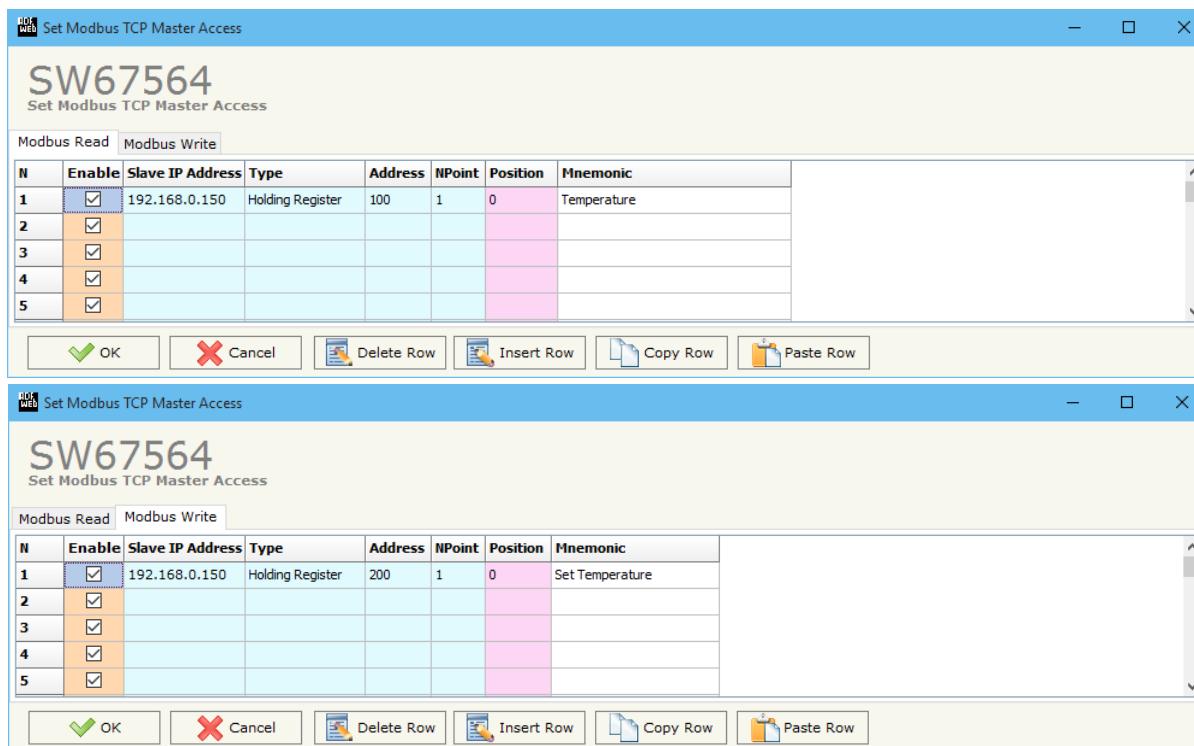 ADF WEB Set Modbus TCP Master Access
SW67564
Set Modbus TCP Master Access
Modbus Read Modbus Write
N Enable Slave IP Address Type Address NPoint Position Mnemonic
1 192.168.0.150 Holding Register 100 1 0 Temperature
2
3
4
5
OK Cancel Delete Row Insert Row Copy Row Paste Row
ADF WEB Set Modbus TCP Master Access
SW67564
Set Modbus TCP Master Access
Modbus Read Modbus Write
N Enable Slave IP Address Type Address NPoint Position Mnemonic
1 192.168.0.150 Holding Register 200 1 0 Set Temperature
2
3
4
5
OK Cancel Delete Row Insert Row Copy Row Paste Row